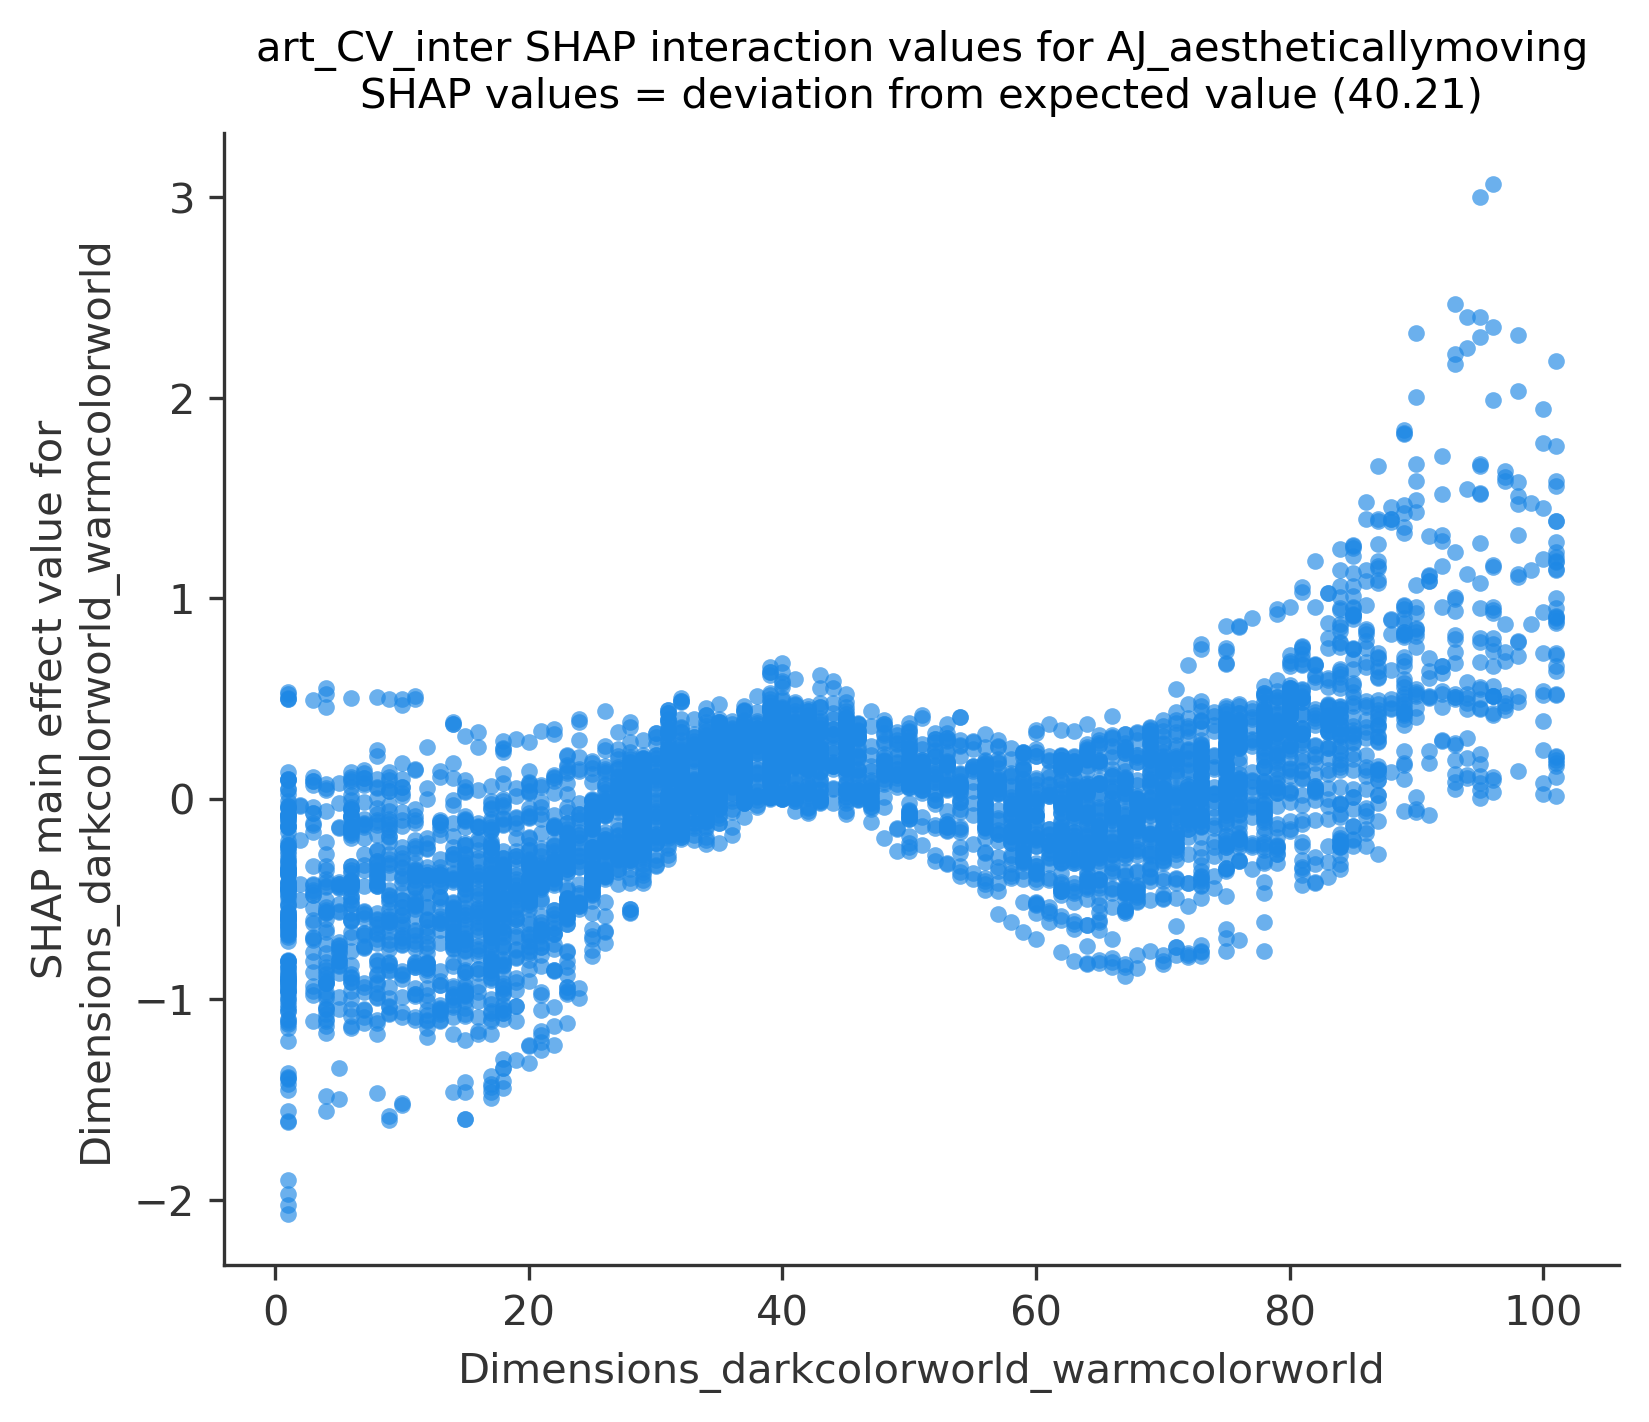 art_CV_inter SHAP interaction values for AJ_aestheticallymoving
SHAP values = deviation from expected value (40.21)
SHAP main effect value for
Dimensions_darkcolorworld_warmcolorworld
3
2
1
0
−1
−2
0
20
40
60
80
100
Dimensions_darkcolorworld_warmcolorworld